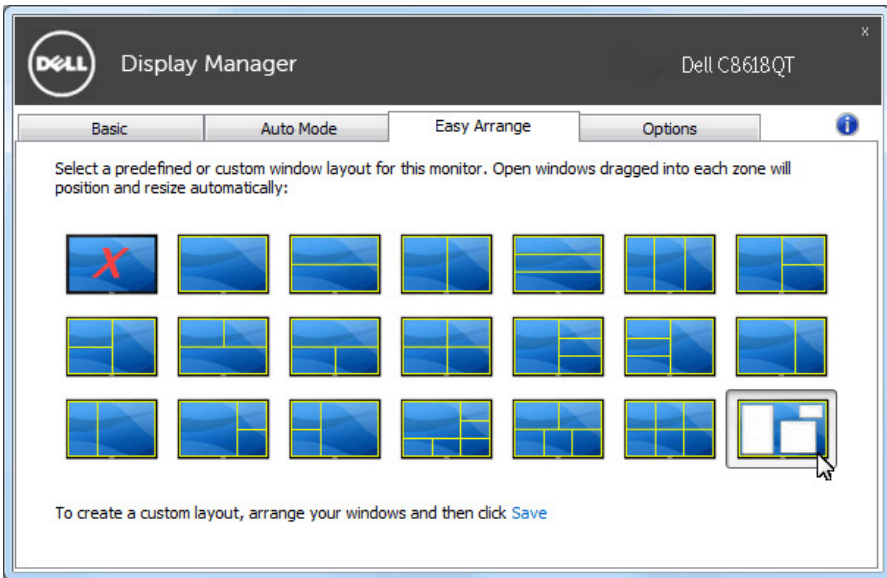 x
DELL Display Manager Dell C8618QT
Basic Auto Mode Easy Arrange Options i
Select a predefined or custom window layout for this monitor. Open windows dragged into each zone will
position and resize automatically:
X
To create a custom layout, arrange your windows and then click Save